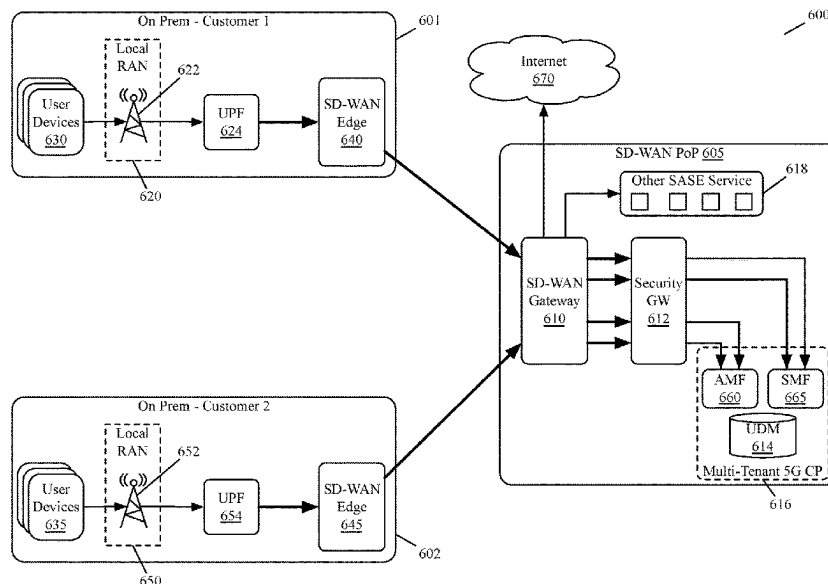 On Prem - Customer 1
601
Local
RAN
622
User
Devices
630
UPF
624
SD-WAN
Edge
640
620
600
Internet
670
SD-WAN PoP 605
Other SASE Service
618
SD-WAN
Gateway
610
Security
GW
612
AMF
660
SMF
665
UDM
614
Multi-Tenant 5G CP
616
On Prem - Customer 2
Local
RAN
652
User
Devices
635
UPF
654
SD-WAN
Edge
645
650
602